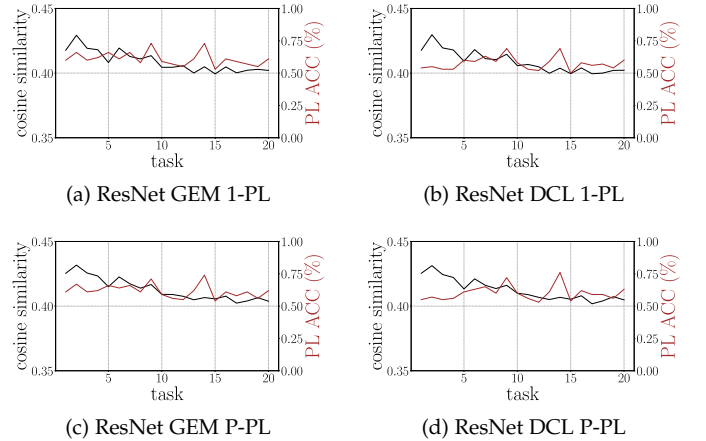 0.45
0.40
0.35
cosine similarity
1.00
0.75
0.50
0.25
0.00
PL ACC (%)
5 10 15 20
task
(a) ResNet GEM 1-PL
0.45
0.40
0.35
cosine similarity
1.00
0.75
0.50
0.25
0.00
PL ACC (%)
5 10 15 20
task
(b) ResNet DCL 1-PL
0.45
0.40
0.35
cosine similarity
1.00
0.75
0.50
0.25
0.00
PL ACC (%)
5 10 15 20
task
(c) ResNet GEM P-PL
0.45
0.40
0.35
cosine similarity
1.00
0.75
0.50
0.25
0.00
PL ACC (%)
5 10 15 20
task
(d) ResNet DCL P-PL